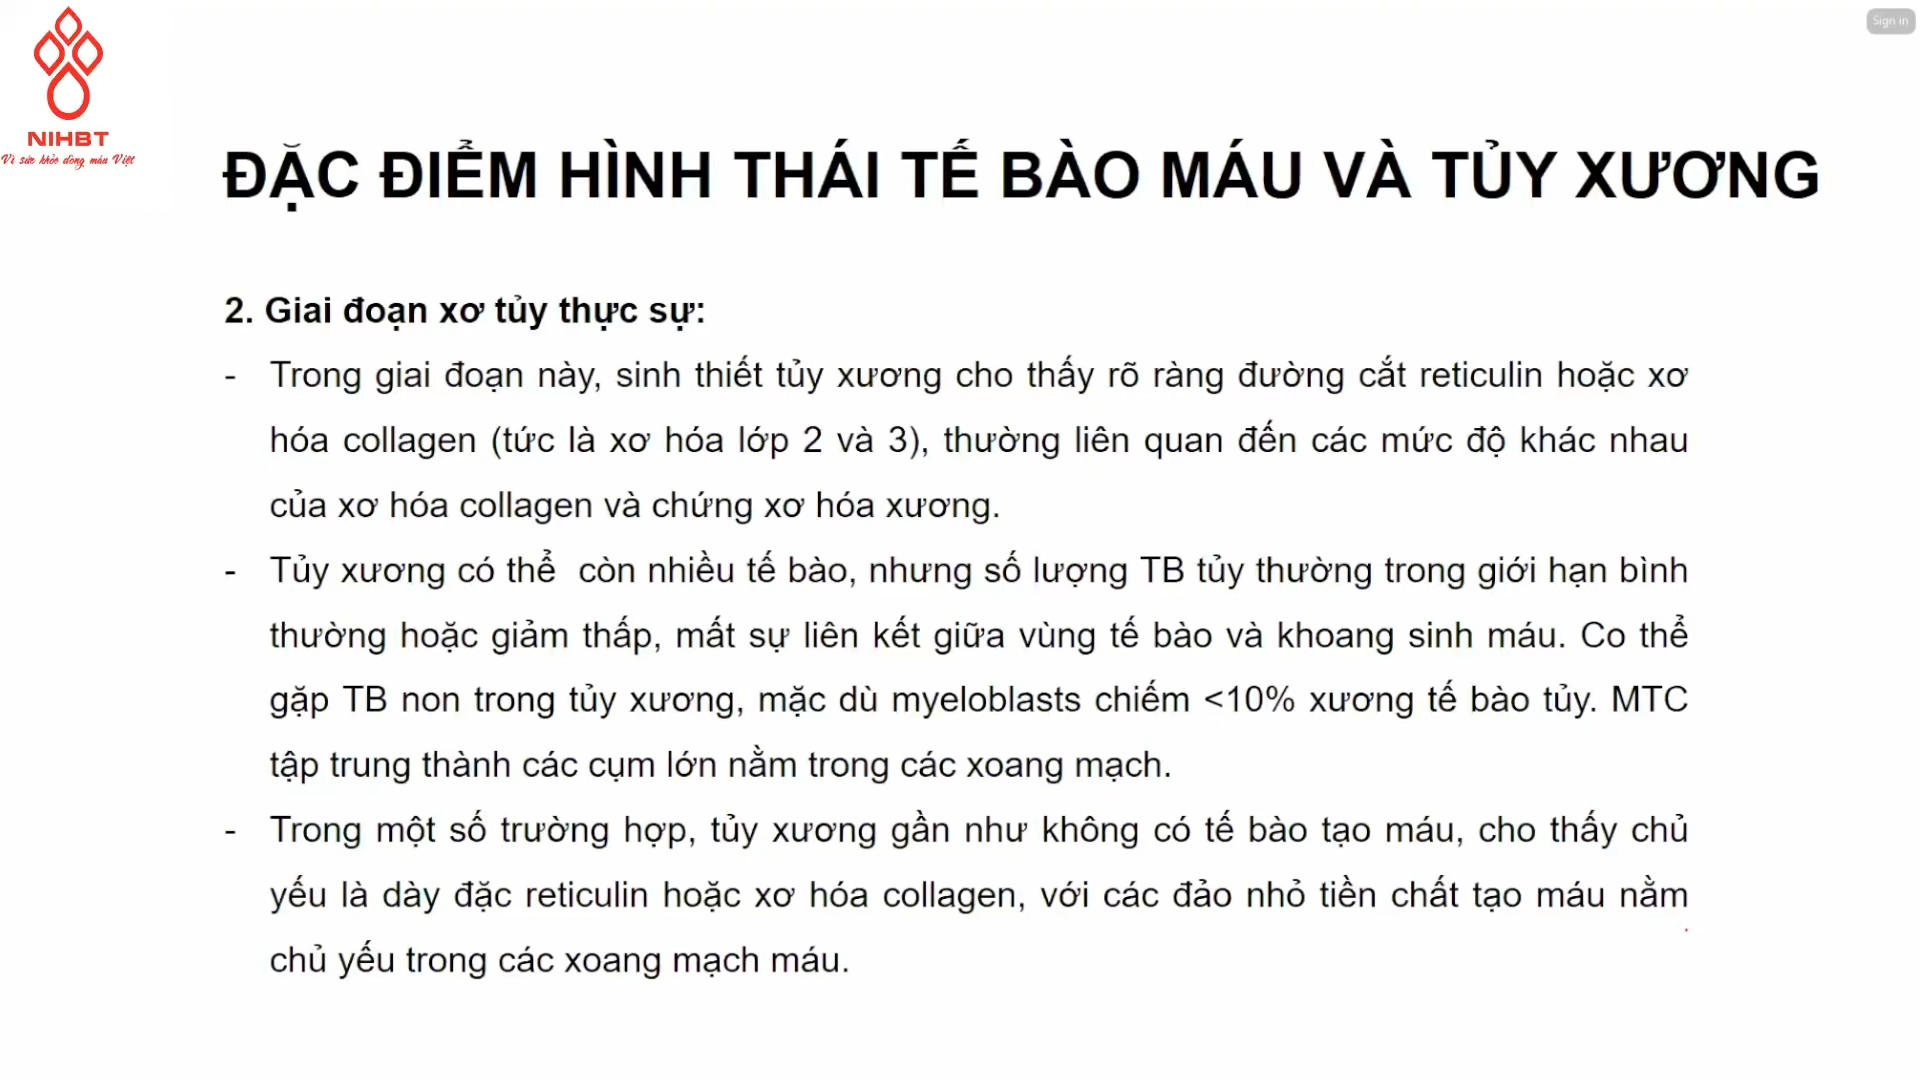 Sign in
NIHBT
Vì sức khỏe dòng máu Việt
ĐẶC ĐIỂM HÌNH THÁI TẾ BÀO MÁU VÀ TỦY XƯƠNG
2. Giai đoạn xơ tủy thực sự:
- Trong giai đoạn này, sinh thiết tủy xương cho thấy rõ ràng đường cắt reticulin hoặc xơ
hóa collagen (tức là xơ hóa lớp 2 và 3), thường liên quan đến các mức độ khác nhau
của xơ hóa collagen và chứng xơ hóa xương.
- Tủy xương có thể còn nhiều tế bào, nhưng số lượng TB tủy thường trong giới hạn bình
thường hoặc giảm thấp, mất sự liên kết giữa vùng tế bào và khoang sinh máu. Co thể
gặp TB non trong tủy xương, mặc dù myeloblasts chiếm <10% xương tế bào tủy. MTC
tập trung thành các cụm lớn nằm trong các xoang mạch.
- Trong một số trường hợp, tủy xương gần như không có tế bào tạo máu, cho thấy chủ
yếu là dày đặc reticulin hoặc xơ hóa collagen, với các đảo nhỏ tiền chất tạo máu nằm
chủ yếu trong các xoang mạch máu.